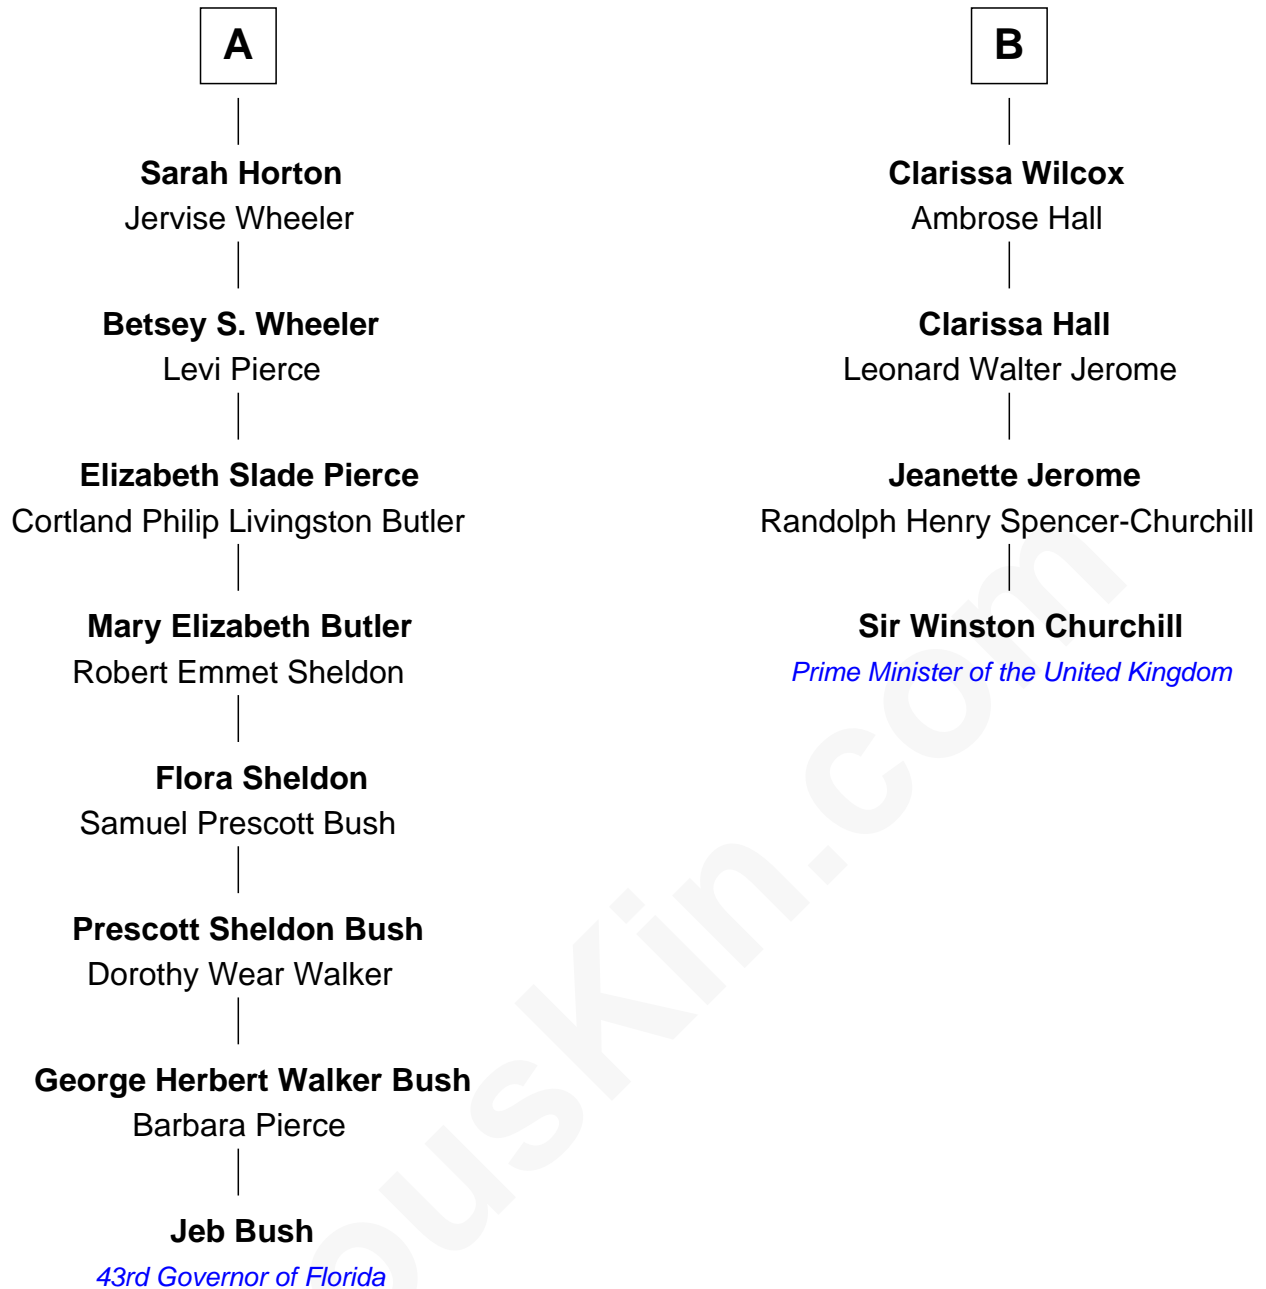 A
Sarah Horton
Jervise Wheeler
Betsey S. Wheeler
Levi Pierce
Elizabeth Slade Pierce
Cortland Philip Livingston Butler
Mary Elizabeth Butler
Robert Emmet Sheldon
Flora Sheldon
Samuel Prescott Bush
Prescott Sheldon Bush
Dorothy Wear Walker
George Herbert Walker Bush
Barbara Pierce
Jeb Bush
43rd Governor of Florida
B
Clarissa Wilcox
Ambrose Hall
Clarissa Hall
Leonard Walter Jerome
Jeanette Jerome
Randolph Henry Spencer-Churchill
Sir Winston Churchill
Prime Minister of the United Kingdom
ousKin.com